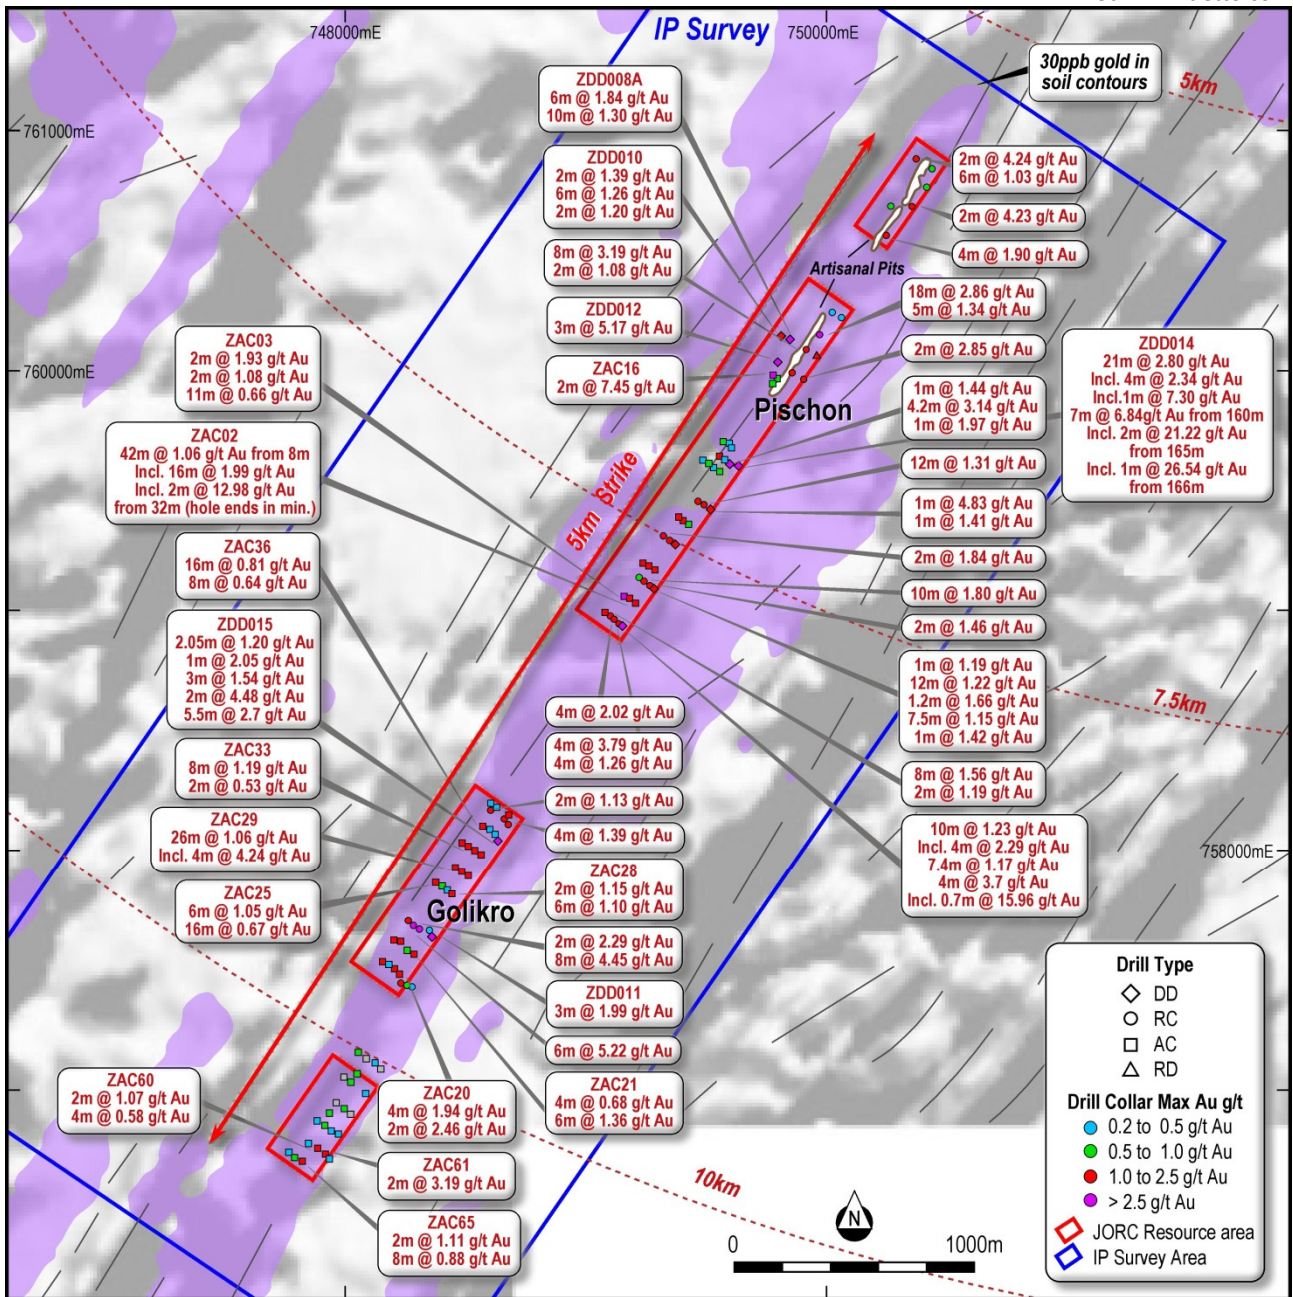 748000mE
IP Survey
750000mE
30ppb gold in
soil contours
5km
761000mE
ZDD008A
6m @ 1.84 g/t Au
10m @ 1.30 g/t Au
ZDD010
2m @ 1.39 g/t Au
6m @ 1.26 g/t Au
2m @ 1.20 g/t Au
2m @ 4.24 g/t Au
6m @ 1.03 g/t Au
2m @ 4.23 g/t Au
4m @ 1.90 g/t Au
8m @ 3.19 g/t Au
2m @ 1.08 g/t Au
Artisanal Pits
18m @ 2.86 g/t Au
5m @ 1.34 g/t Au
ZDD012
3m @ 5.17 g/t Au
2m @ 2.85 g/t Au
ZAC03
2m @ 1.93 g/t Au
2m @ 1.08 g/t Au
11m @ 0.66 g/t Au
760000mE
ZAC16
2m @ 7.45 g/t Au
Pischon
ZDD014
21m @ 2.80 g/t Au
Incl. 4m @ 2.34 g/t Au
Incl.1m @ 7.30 g/t Au
7m @ 6.84g/t Au from 160m
Incl. 2m @ 21.22 g/t Au
from 165m
Incl. 1m @ 26.54 g/t Au
from 166m
1m @ 1.44 g/t Au
4.2m @ 3.14 g/t Au
1m @ 1.97 g/t Au
ZAC02
42m @ 1.06 g/t Au from 8m
Incl. 16m @ 1.99 g/t Au
Incl. 2m @ 12.98 g/t Au
from 32m (hole ends in min.)
12m @ 1.31 g/t Au
5km Strike
1m @ 4.83 g/t Au
1m @ 1.41 g/t Au
ZAC36
16m @ 0.81 g/t Au
8m @ 0.64 g/t Au
2m @ 1.84 g/t Au
10m @ 1.80 g/t Au
2m @ 1.46 g/t Au
ZDD015
2.05m @ 1.20 g/t Au
1m @ 2.05 g/t Au
3m @ 1.54 g/t Au
2m @ 4.48 g/t Au
5.5m @ 2.7 g/t Au
1m @ 1.19 g/t Au
12m @ 1.22 g/t Au
1.2m @ 1.66 g/t Au
7.5m @ 1.15 g/t Au
1m @ 1.42 g/t Au
7.5km
4m @ 2.02 g/t Au
4m @ 3.79 g/t Au
4m @ 1.26 g/t Au
ZAC33
8m @ 1.19 g/t Au
2m @ 0.53 g/t Au
8m @ 1.56 g/t Au
2m @ 1.19 g/t Au
2m @ 1.13 g/t Au
4m @ 1.39 g/t Au
ZAC29
26m @ 1.06 g/t Au
Incl. 4m @ 4.24 g/t Au
10m @ 1.23 g/t Au
Incl. 4m @ 2.29 g/t Au
7.4m @ 1.17 g/t Au
4m @ 3.7 g/t Au
Incl. 0.7m @ 15.96 g/t Au
758000mE
ZAC28
2m @ 1.15 g/t Au
6m @ 1.10 g/t Au
ZAC25
6m @ 1.05 g/t Au
16m @ 0.67 g/t Au
Golikro
2m @ 2.29 g/t Au
8m @ 4.45 g/t Au
ZDD011
3m @ 1.99 g/t Au
6m @ 5.22 g/t Au
ZAC21
4m @ 0.68 g/t Au
6m @ 1.36 g/t Au
ZAC60
2m @ 1.07 g/t Au
4m @ 0.58 g/t Au
ZAC20
4m @ 1.94 g/t Au
2m @ 2.46 g/t Au
ZAC61
2m @ 3.19 g/t Au
ZAC65
2m @ 1.11 g/t Au
8m @ 0.88 g/t Au
10km
N
0
1000m
Drill Type
DD
RC
AC
RD
Drill Collar Max Au g/t
0.2 to 0.5 g/t Au
0.5 to 1.0 g/t Au
1.0 to 2.5 g/t Au
> 2.5 g/t Au
JORC Resource area
IP Survey Area